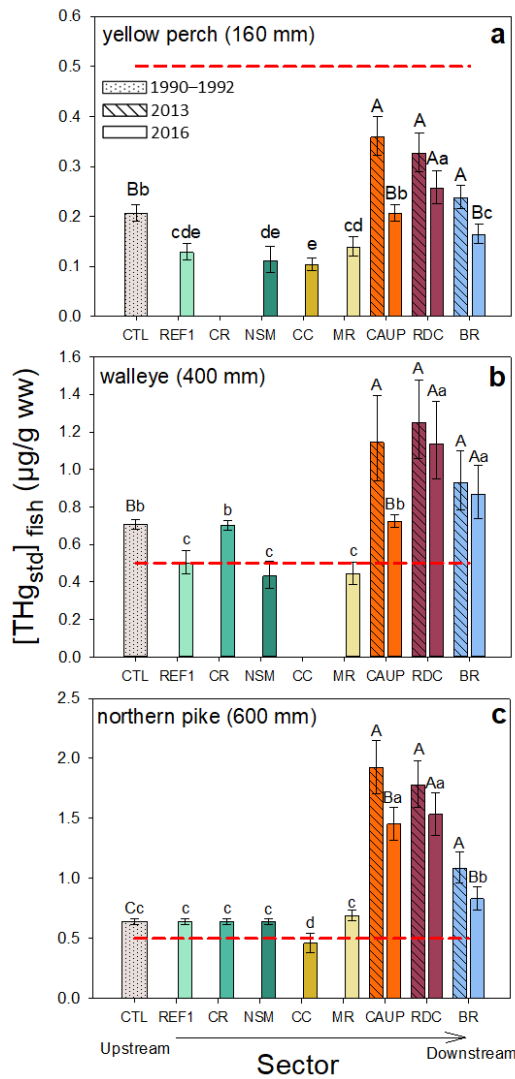 yellow perch (160 mm)
a
1990–1992
2013
2016
0.6
0.5
0.4
0.3
0.2
0.1
0.0
Bb
cde
de
e
cd
A
Bb
A
Aa
A
Bc
CTL REF1 CR NSM CC MR CAUP RDC BR
walleye (400 mm)
b
1.6
1.4
1.2
1.0
0.8
0.6
0.4
0.2
0.0
Bb
c
b
c
c
A
Bb
A
Aa
A
Aa
CTL REF1 CR NSM CC MR CAUP RDC BR
[THgstd] fish (µg/g ww)
northern pike (600 mm)
c
2.5
2.0
1.5
1.0
0.5
0.0
Cc
c
c
c
d
c
A
Ba
A
Aa
A
Bb
CTL REF1 CR NSM CC MR CAUP RDC BR
Upstream
Downstream
Sector